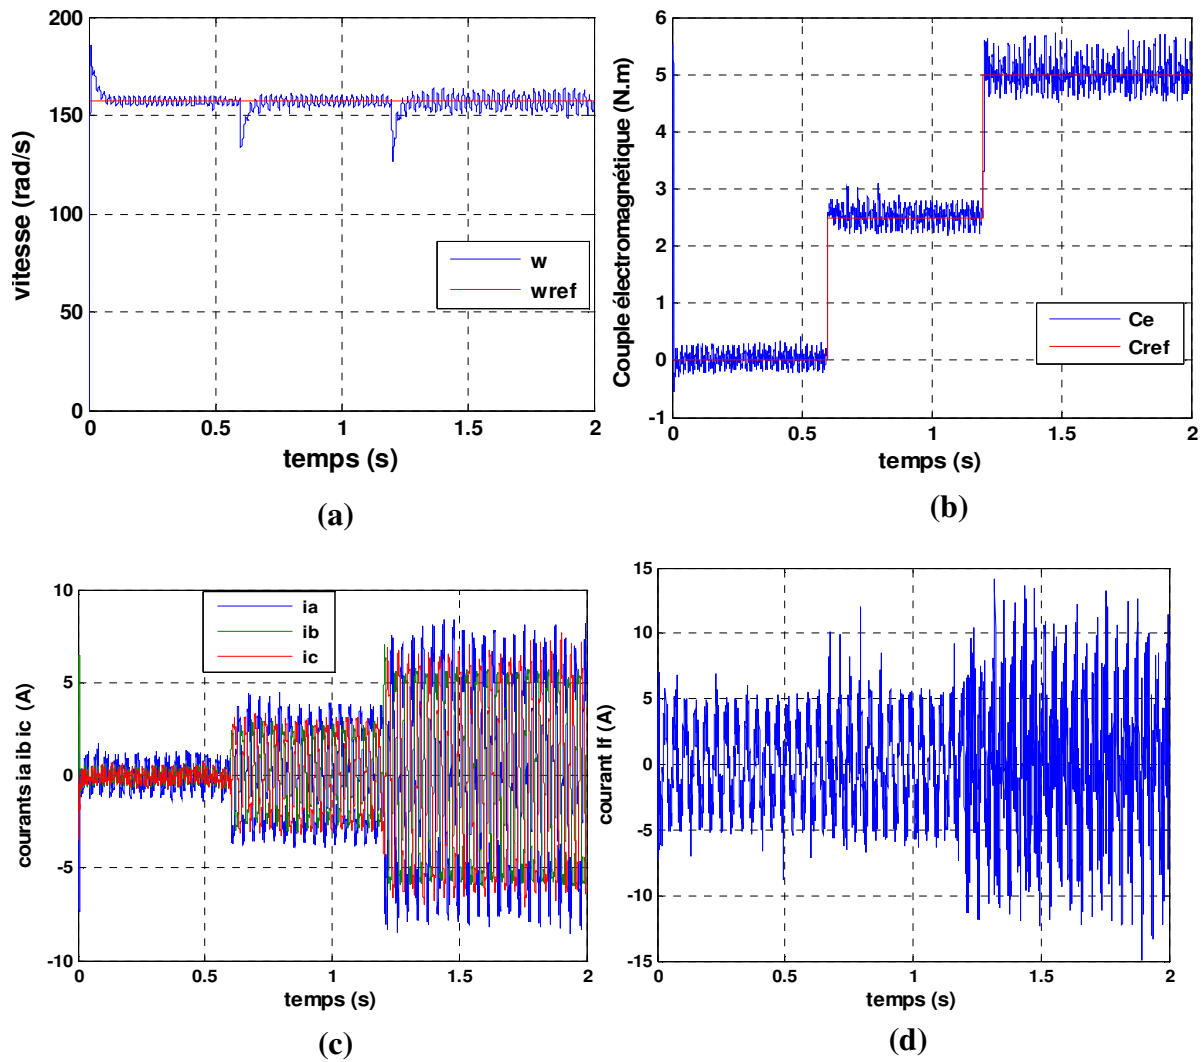 200
150
100
50
0
vitesse (rad/s)
w
wref
0
0.5
1
1.5
2
temps (s)
(a)
6
5
4
3
2
1
0
-1
Couple électromagnétique (N.m)
Ce
Cref
0
0.5
1
1.5
2
temps (s)
(b)
10
5
0
-5
-10
courants ia ib ic (A)
ia
ib
ic
0
0.5
1
1.5
2
temps (s)
(c)
15
10
5
0
-5
-10
-15
courant If (A)
0
0.5
1
1.5
2
temps (s)
(d)